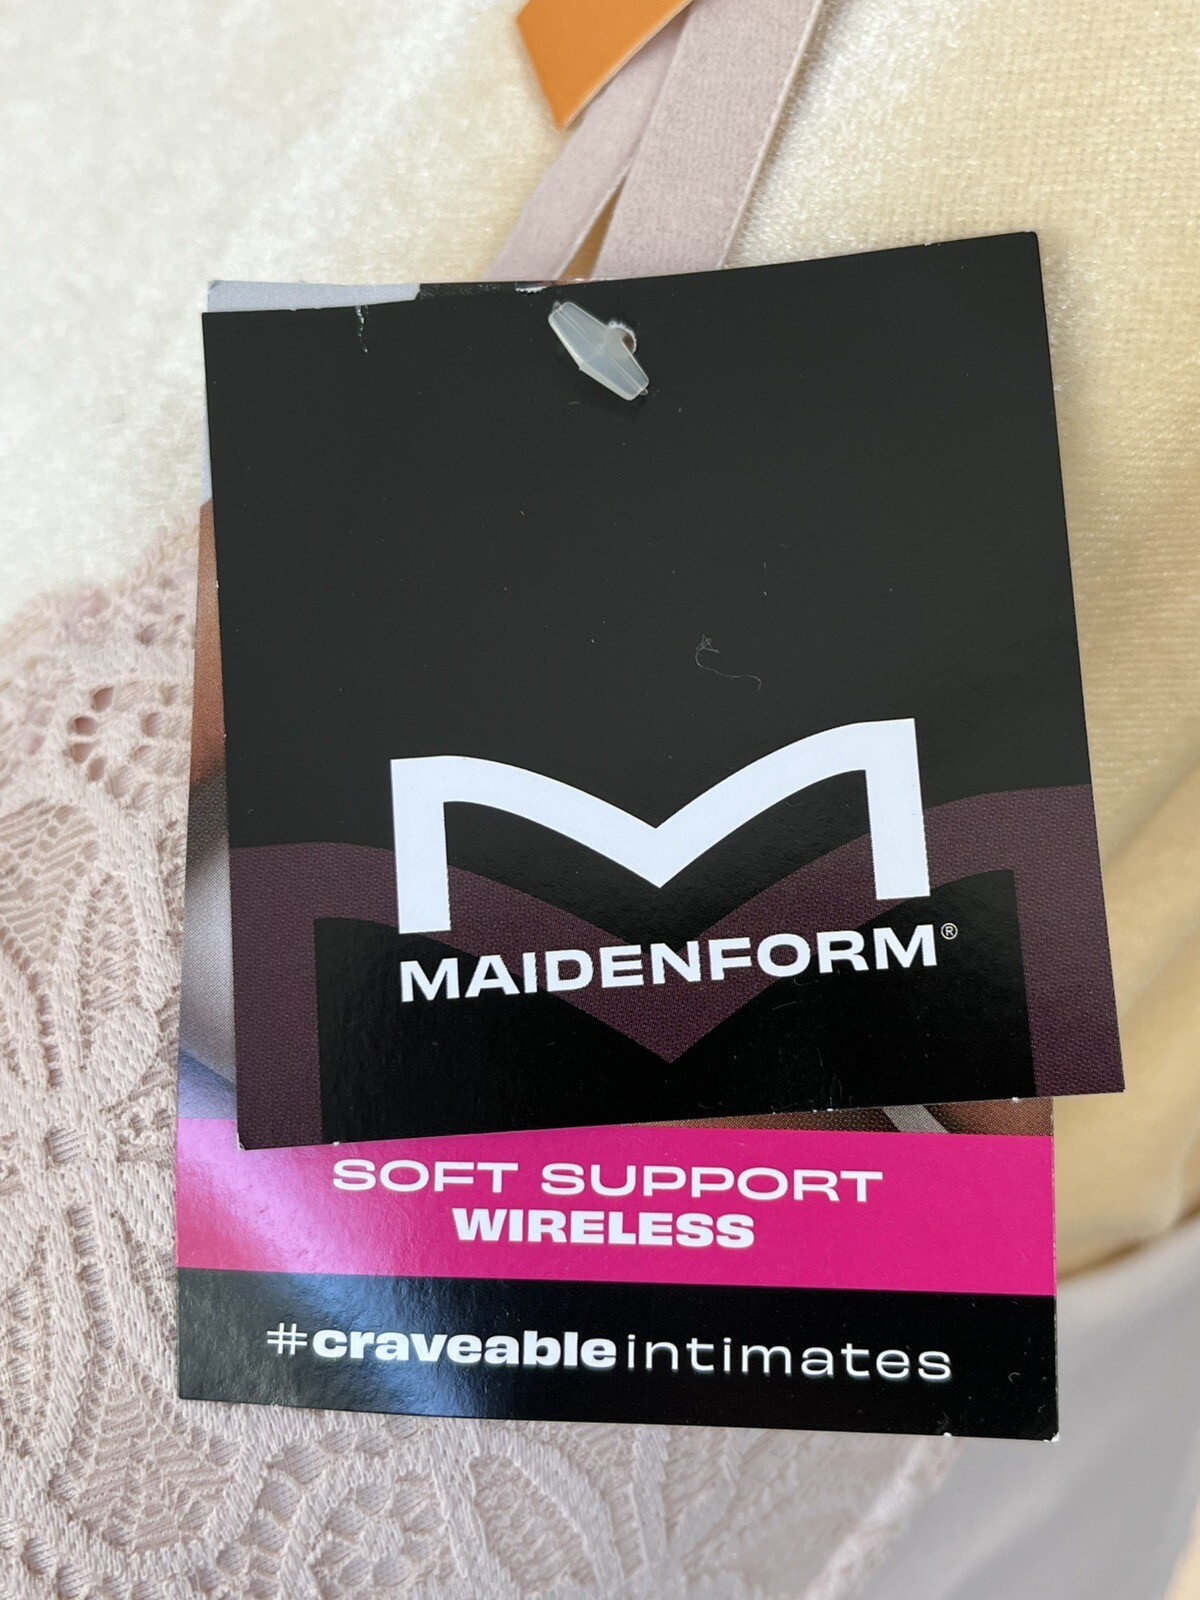 MAIDENFORM®
SOFT SUPPORT
WIRELESS
#craveableintimates